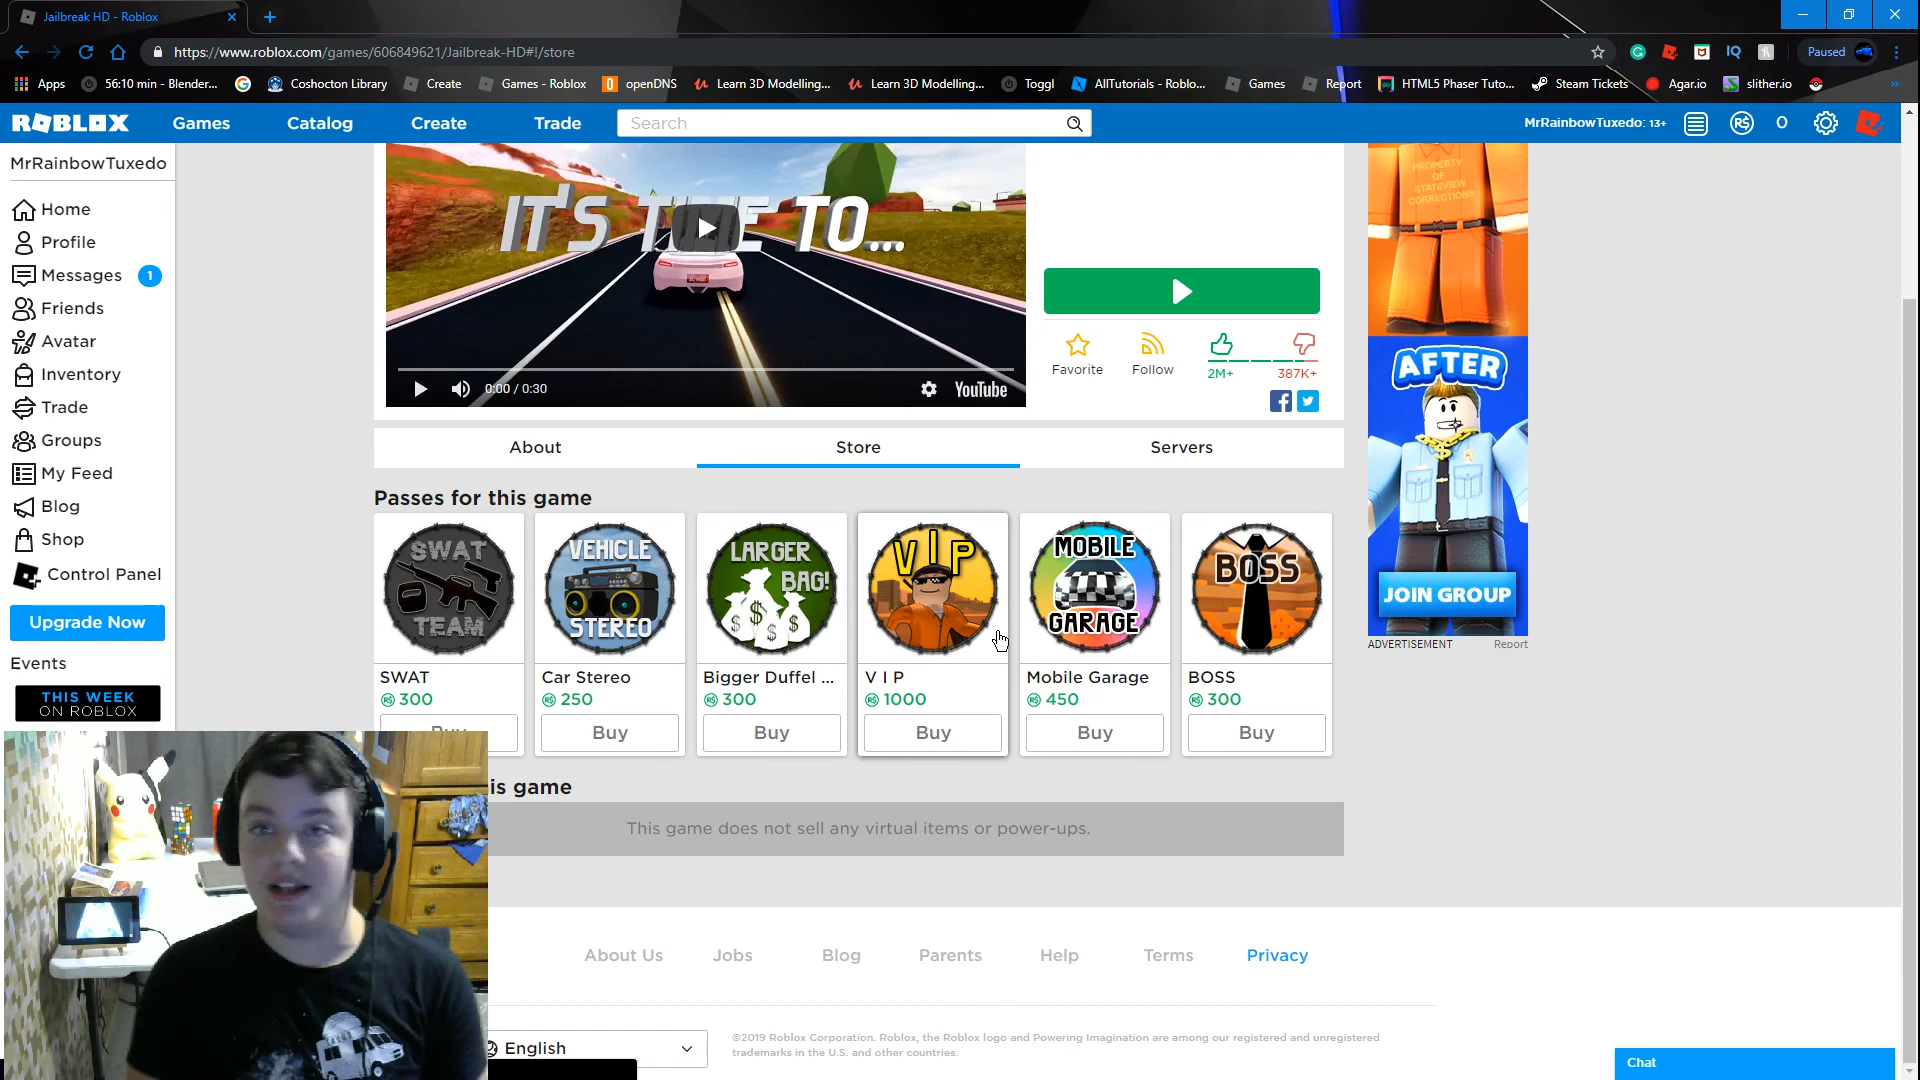 Jailbreak HD - Roblox
https://www.roblox.com/games/606849621/Jailbreak-HD#!/store
Paused
Apps
56:10 min - Blender...
Coshocton Library
Create
Games - Roblox
openDNS
Learn 3D Modelling...
Learn 3D Modelling...
Toggl
AllTutorials - Roblo...
Games
Report
HTML5 Phaser Tuto...
Steam Tickets
Agar.io
slither.io
ROBLOX
Games
Catalog
Create
Trade
Search
MrRainbowTuxedo: 13+
0
MrRainbowTuxedo
Home
Profile
Messages 1
Friends
Avatar
Inventory
Trade
Groups
My Feed
Blog
Shop
Control Panel
Upgrade Now
Events
THIS WEEK
ON ROBLOX
IT'S TIME TO...
0:00 / 0:30
YouTube
Favorite
Follow
2M+
387K+
PROPERTY
OF
STATEVIEW
CORRECTIONS
AFTER
JOIN GROUP
ADVERTISEMENT
Report
About
Store
Servers
Passes for this game
SWAT
TEAM
VEHICLE
STEREO
LARGER
BAG!
VIP
MOBILE
GARAGE
BOSS
SWAT
Car Stereo
Bigger Duffel ...
V I P
Mobile Garage
BOSS
300
250
300
1000
450
300
Buy
Buy
Buy
Buy
Buy
Buy
is game
This game does not sell any virtual items or power-ups.
About Us
Jobs
Blog
Parents
Help
Terms
Privacy
English
©2019 Roblox Corporation. Roblox, the Roblox logo and Powering Imagination are among our registered and unregistered
trademarks in the U.S. and other countries.
Chat